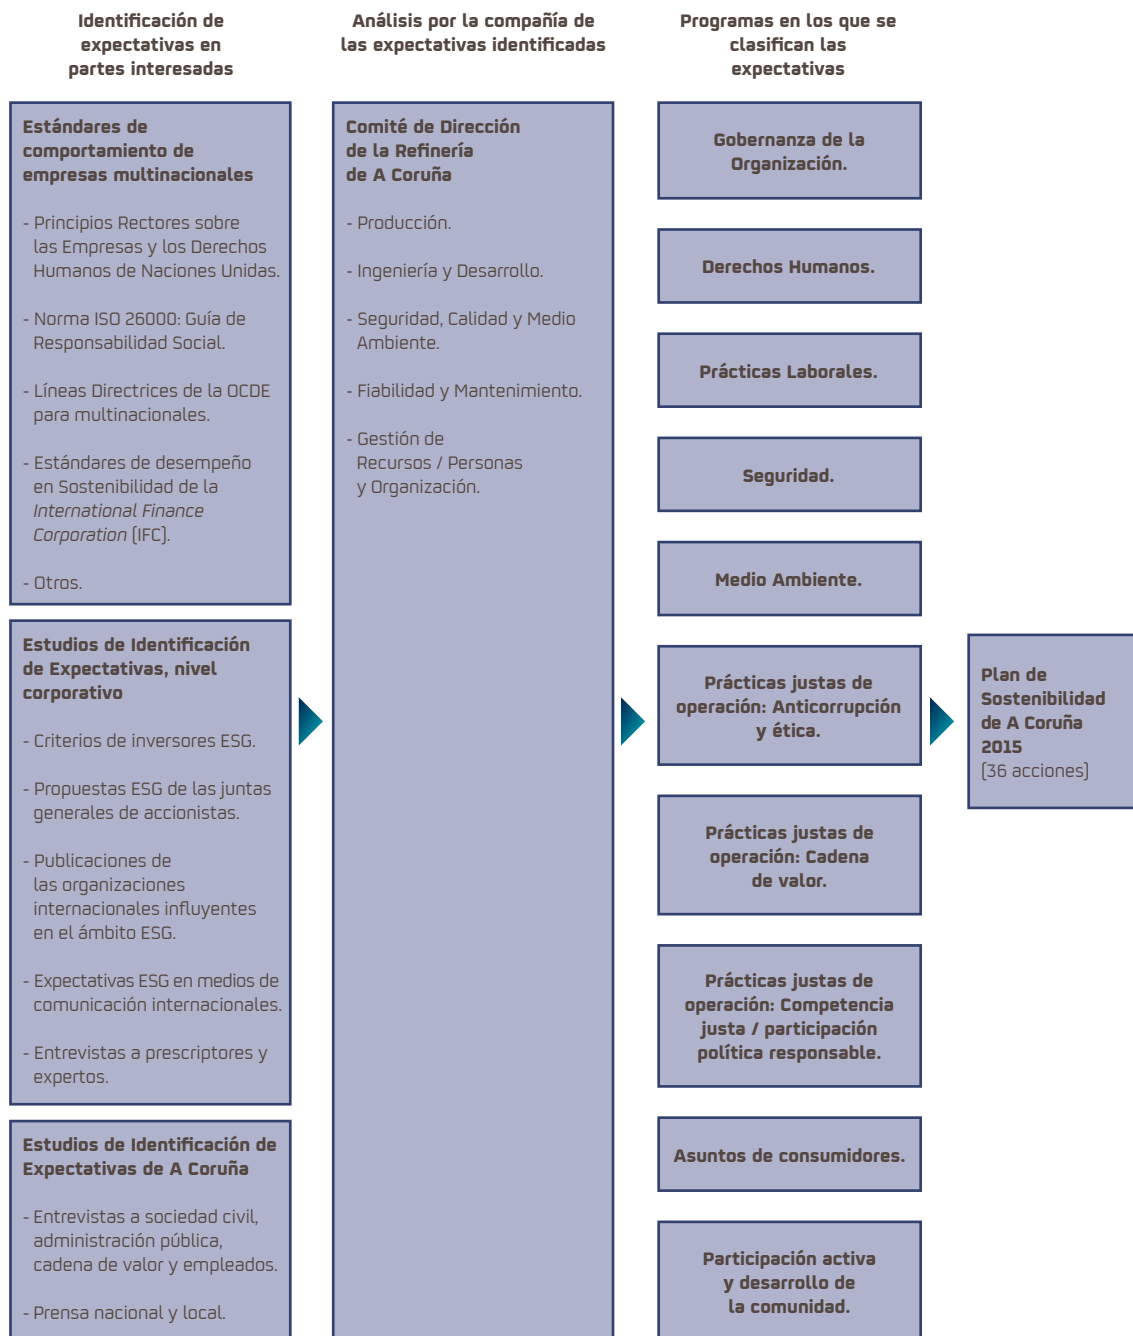 Identificación de
expectativas en
partes interesadas
Análisis por la compañía de
las expectativas identificadas
Programas en los que se
clasifican las
expectativas
Estándares de
comportamiento de
empresas multinacionales
- Principios Rectores sobre
las Empresas y los Derechos
Humanos de Naciones Unidas.
- Norma ISO 26000: Guía de
Responsabilidad Social.
- Líneas Directrices de la OCDE
para multinacionales.
- Estándares de desempeño
en Sostenibilidad de la
International Finance
Corporation (IFC).
- Otros.
Estudios de Identificación
de Expectativas, nivel
corporativo
- Criterios de inversores ESG.
- Propuestas ESG de las juntas
generales de accionistas.
- Publicaciones de
las organizaciones
internacionales influyentes
en el ámbito ESG.
- Expectativas ESG en medios de
comunicación internacionales.
- Entrevistas a prescriptores y
expertos.
Estudios de Identificación de
Expectativas de A Coruña
- Entrevistas a sociedad civil,
administración pública,
cadena de valor y empleados.
- Prensa nacional y local.
Comité de Dirección
de la Refinería
de A Coruña
- Producción.
- Ingeniería y Desarrollo.
- Seguridad, Calidad y Medio
Ambiente.
- Fiabilidad y Mantenimiento.
- Gestión de
Recursos / Personas
y Organización.
Gobernanza de la
Organización.
Derechos Humanos.
Prácticas Laborales.
Seguridad.
Medio Ambiente.
Prácticas justas de
operación: Anticorrupción
y ética.
Prácticas justas de
operación: Cadena
de valor.
Prácticas justas de
operación: Competencia
justa / participación
política responsable.
Asuntos de consumidores.
Participación activa
y desarrollo de
la comunidad.
Plan de
Sostenibilidad
de A Coruña
2015
(36 acciones)